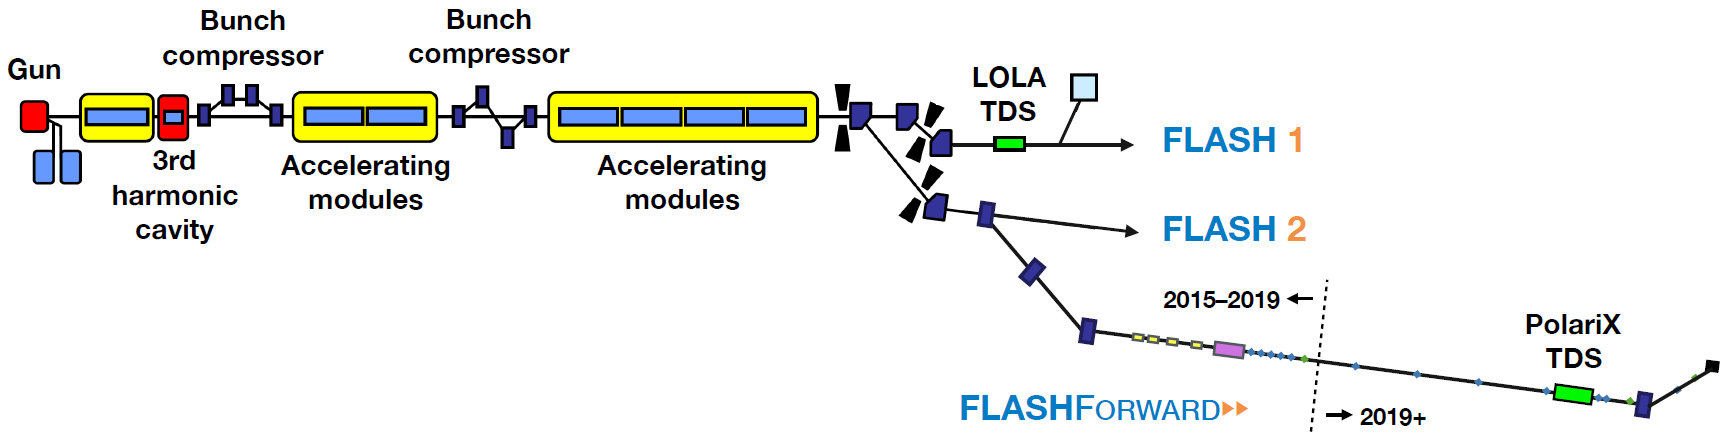 Gun
Bunch
compressor
Bunch
compressor
3rd
harmonic
cavity
Accelerating
modules
Accelerating
modules
LOLA
TDS
FLASH 1
FLASH 2
2015–2019
PolariX
TDS
FLASHFORWARD
2019+